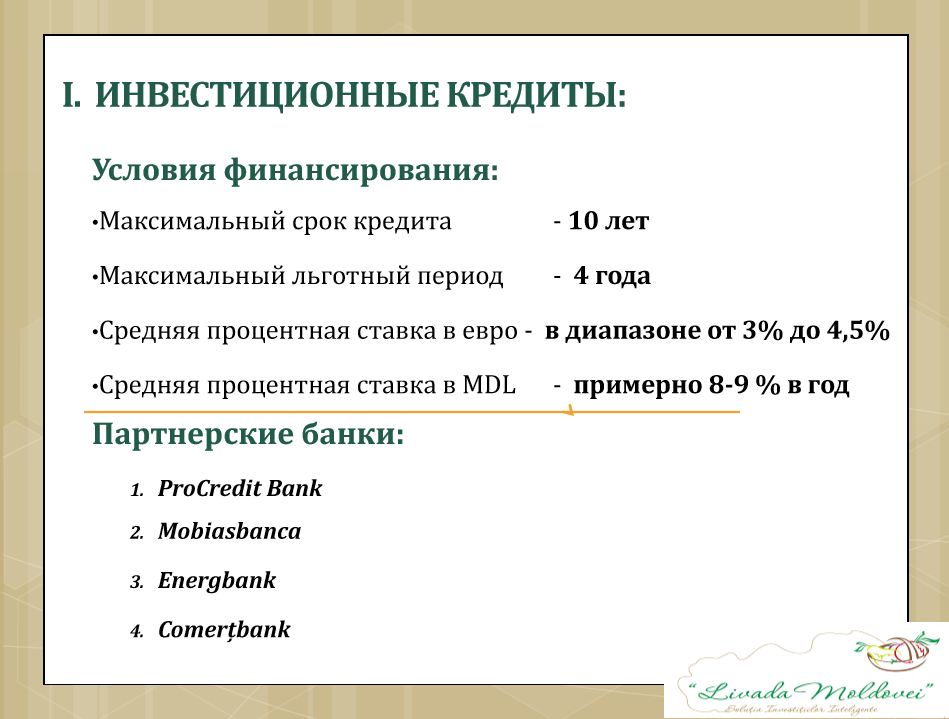 I. ИНВЕСТИЦИОННЫЕ КРЕДИТЫ:
Условия финансирования:
•Максимальный срок кредита - 10 лет
•Максимальный льготный период - 4 года
•Средняя процентная ставка в евро - в диапазоне от 3% до 4,5%
•Средняя процентная ставка в MDL - примерно 8-9 % в год
Партнерские банки:
1. ProCredit Bank
2. Mobiasbanca
3. Energbank
4. Comerțbank
“Livada Moldovei”
Soluția Investițiilor Inteligente